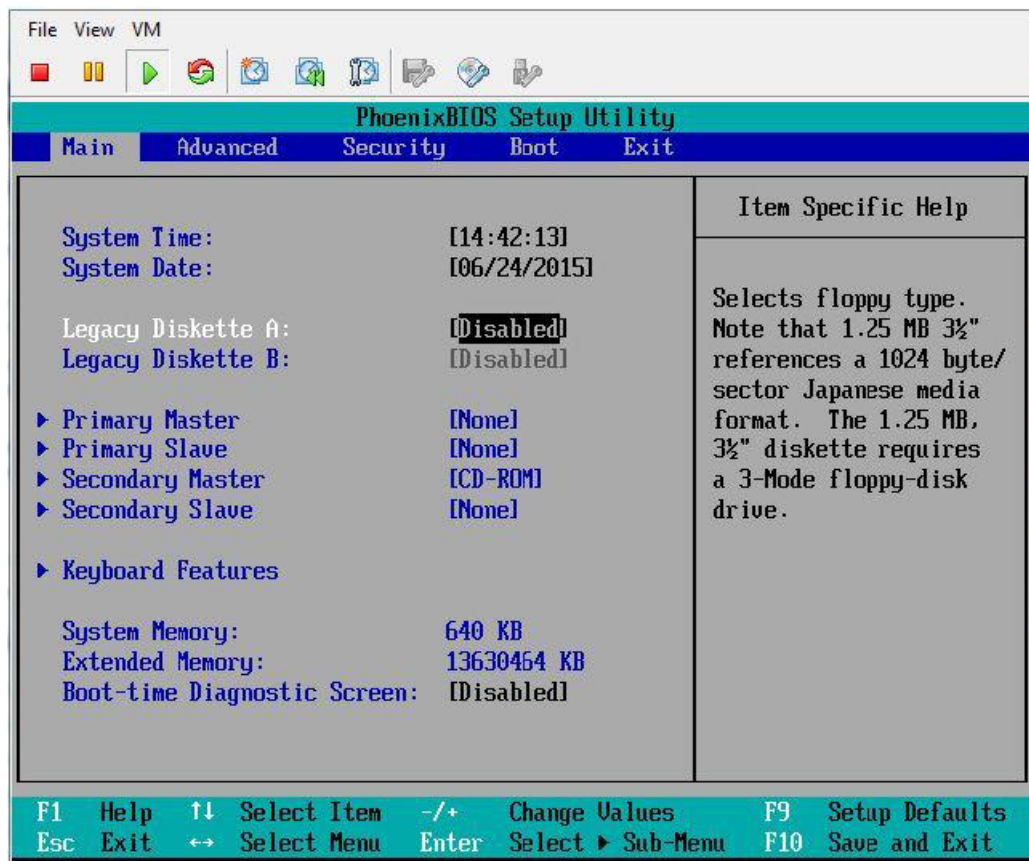 File View VM
PhoenixBIOS Setup Utility
Main Advanced Security Boot Exit
System Time: [14:42:13]
System Date: [06/24/2015]
Legacy Diskette A: [Disabled]
Legacy Diskette B: [Disabled]
Primary Master [None]
Primary Slave [None]
Secondary Master [CD-ROM]
Secondary Slave [None]
Keyboard Features
System Memory: 640 KB
Extended Memory: 13630464 KB
Boot-time Diagnostic Screen: [Disabled]
Item Specific Help
Selects floppy type.
Note that 1.25 MB 3½"
references a 1024 byte/
sector Japanese media
format. The 1.25 MB,
3½" diskette requires
a 3-Mode floppy-disk
drive.
F1 Help ↑↓ Select Item -/+ Change Values F9 Setup Defaults
Esc Exit ↔ Select Menu Enter Select ▶ Sub-Menu F10 Save and Exit